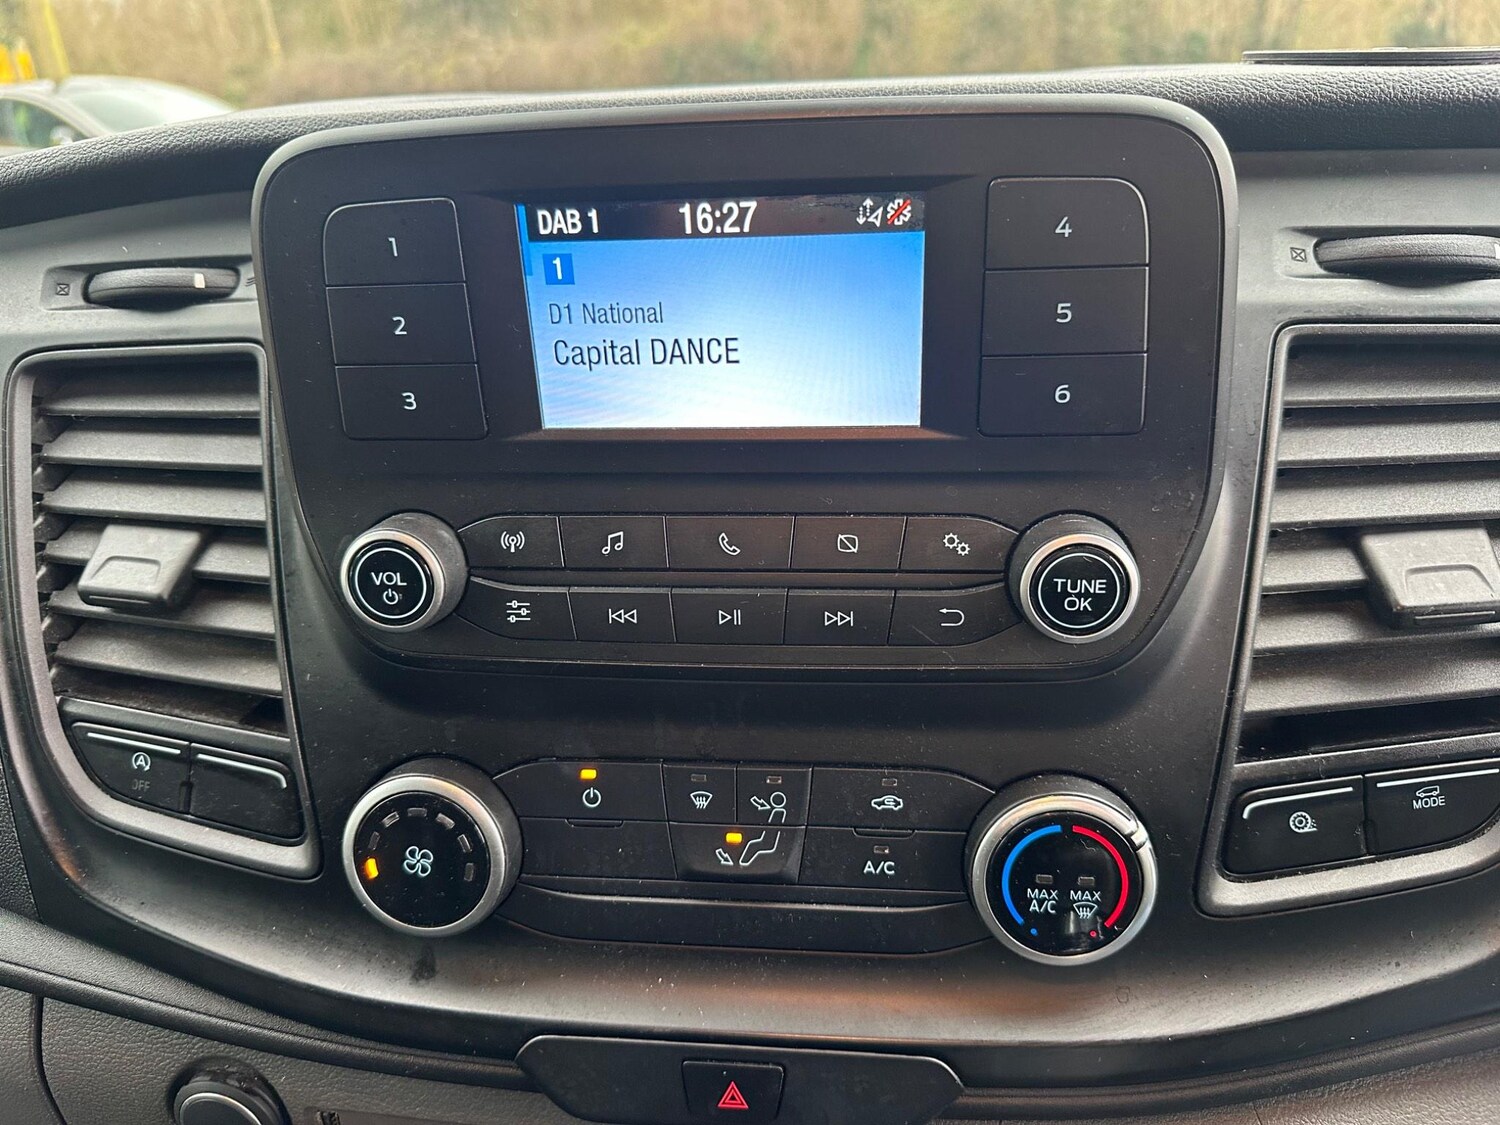 DAB 1 16:27
1
D1 National
Capital DANCE
1
2
3
4
5
6
VOL
TUNE
OK
A
OFF
MODE
A/C
MAX
A/C
MAX